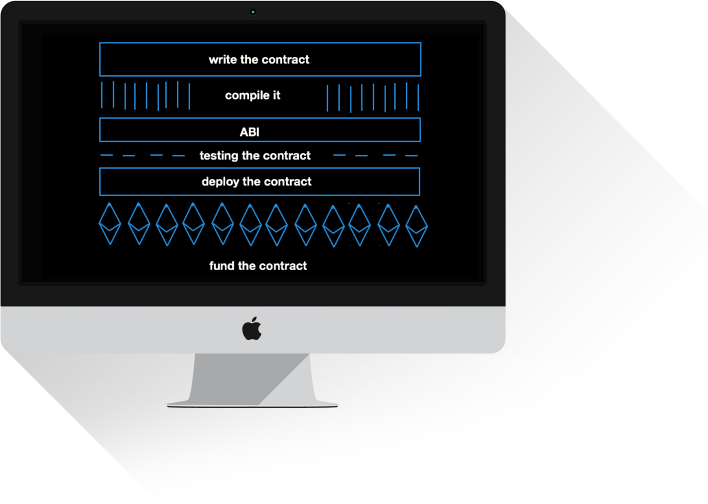 write the contract
compile it
ABI
testing the contract
deploy the contract
fund the contract